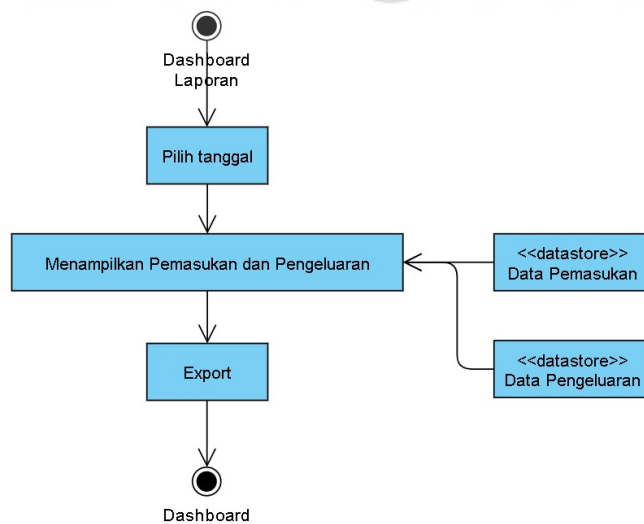 Dashboard
Laporan
Pilih tanggal
Menampilkan Pemasukan dan Pengeluaran
<<datastore>>
Data Pemasukan
<<datastore>>
Data Pengeluaran
Export
Dashboard